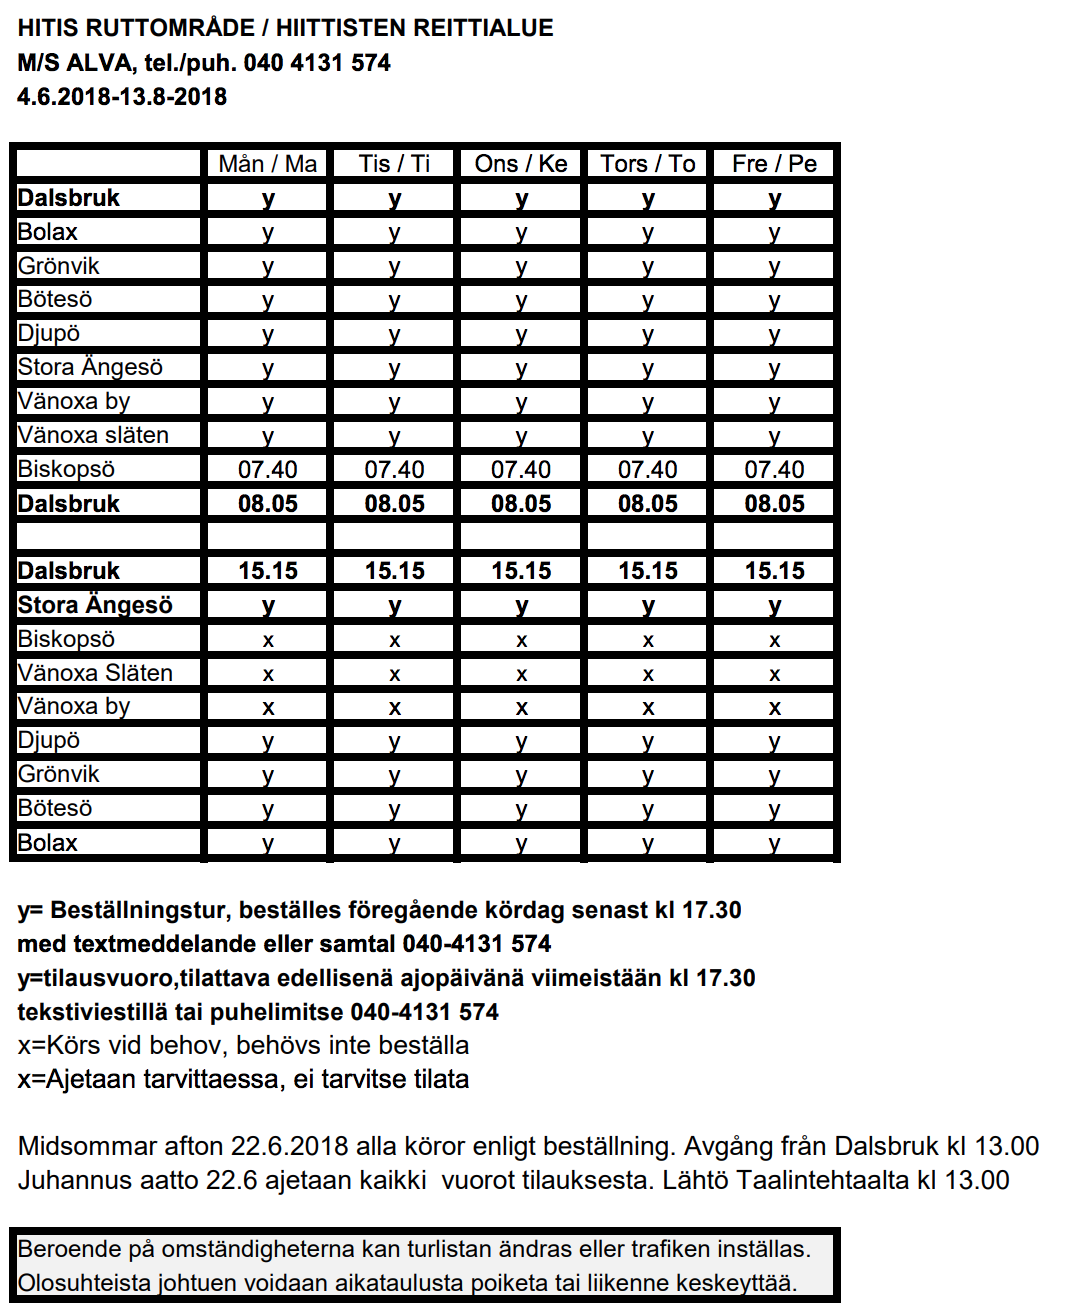 HITIS RUTTOMRÅDE / HIITTISTEN REITTIALUE
M/S ALVA, tel./puh. 040 4131 574
4.6.2018-13.8-2018
Mån / Ma Tis / Ti Ons / Ke Tors / To Fre / Pe
Dalsbruk y y y y y
Bolax y y y y y
Grönvik y y y y y
Bötesö y y y y y
Djupö y y y y y
Stora Ängesö y y y y y
Vänoxa by y y y y y
Vänoxa släten y y y y y
Biskopsö 07.40 07.40 07.40 07.40 07.40
Dalsbruk 08.05 08.05 08.05 08.05 08.05
Dalsbruk 15.15 15.15 15.15 15.15 15.15
Stora Ängesö y y y y y
Biskopsö x x x x x
Vänoxa Släten x x x x x
Vänoxa by x x x x x
Djupö y y y y y
Grönvik y y y y y
Bötesö y y y y y
Bolax y y y y y
y= Beställningstur, beställes föregående kördag senast kl 17.30
med textmeddelande eller samtal 040-4131 574
y=tilausvuoro,tilattava edellisenä ajopäivänä viimeistään kl 17.30
tekstiviestillä tai puhelimitse 040-4131 574
x=Körs vid behov, behövs inte beställa
x=Ajetaan tarvittaessa, ei tarvitse tilata
Midsommar afton 22.6.2018 alla köror enligt beställning. Avgång från Dalsbruk kl 13.00
Juhannus aatto 22.6 ajetaan kaikki  vuorot tilauksesta. Lähtö Taalintehtaalta kl 13.00
Beroende på omständigheterna kan turlistan ändras eller trafiken inställas.
Olosuhteista johtuen voidaan aikataulusta poiketa tai liikenne keskeyttää.